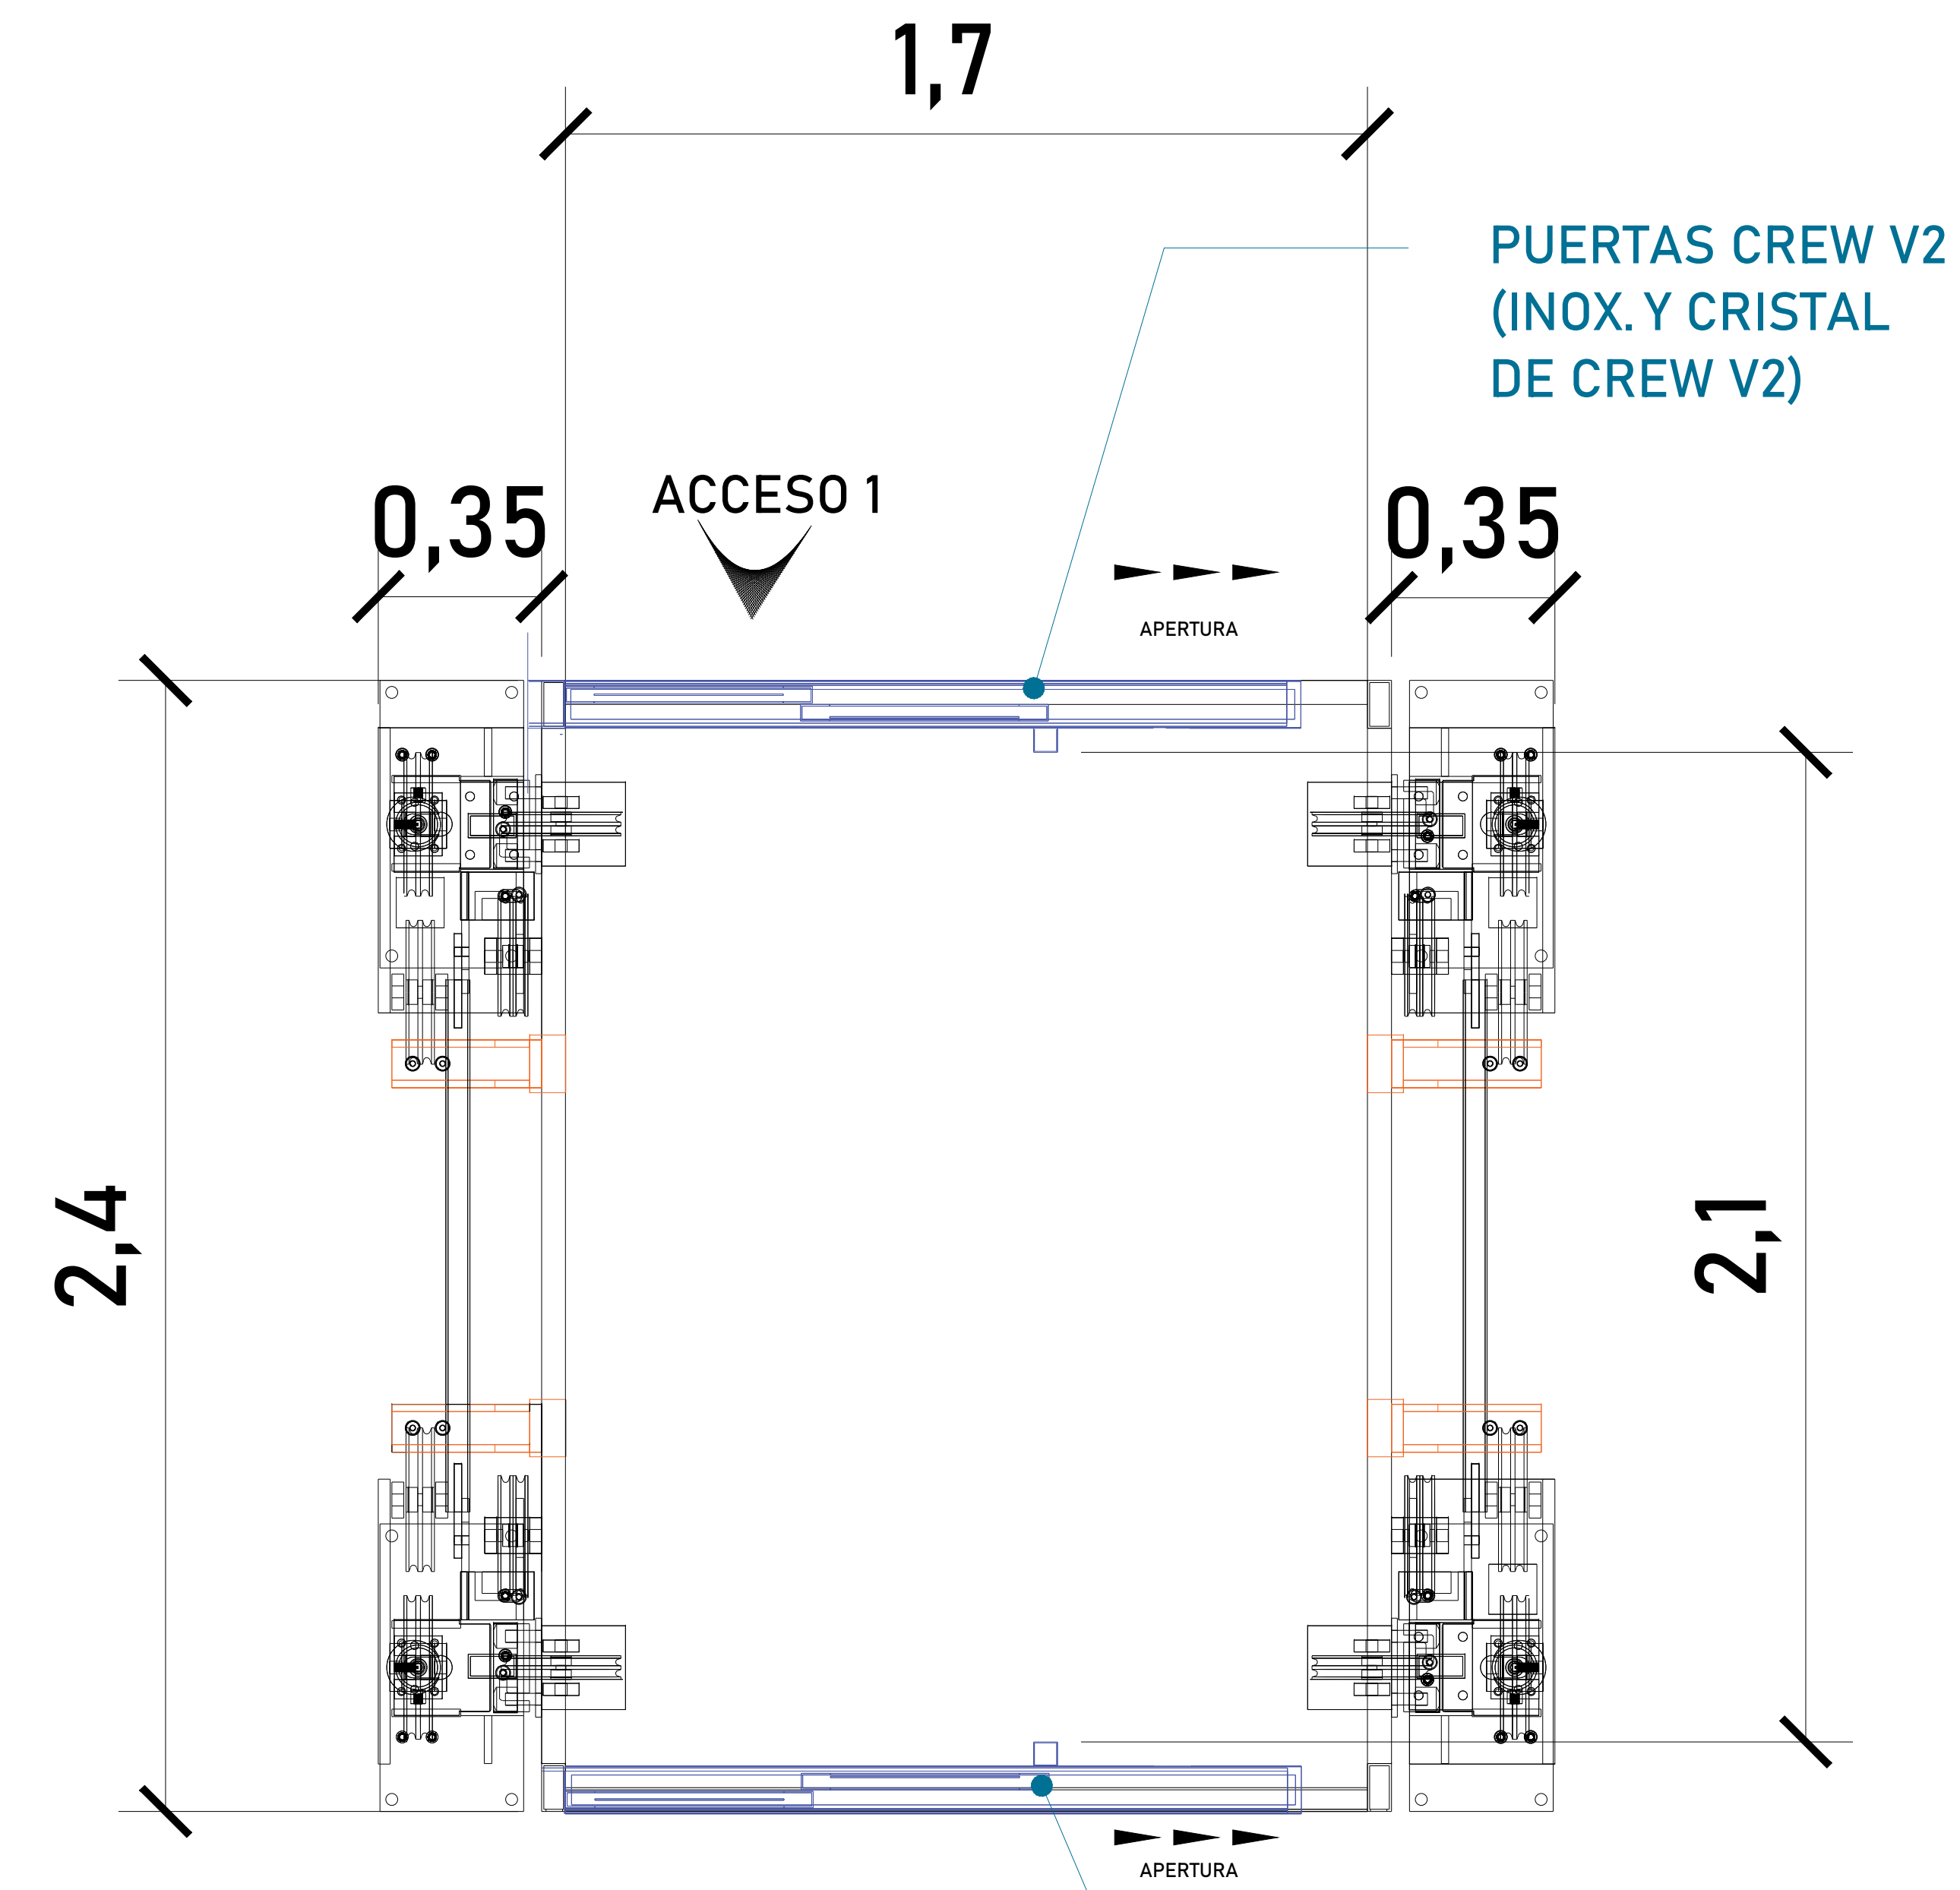 1,7
PUERTAS CREW V2
(INOX. Y CRISTAL
DE CREW V2)
0,35
ACCESO 1
0,35
APERTURA
2,4
2,1
APERTURA